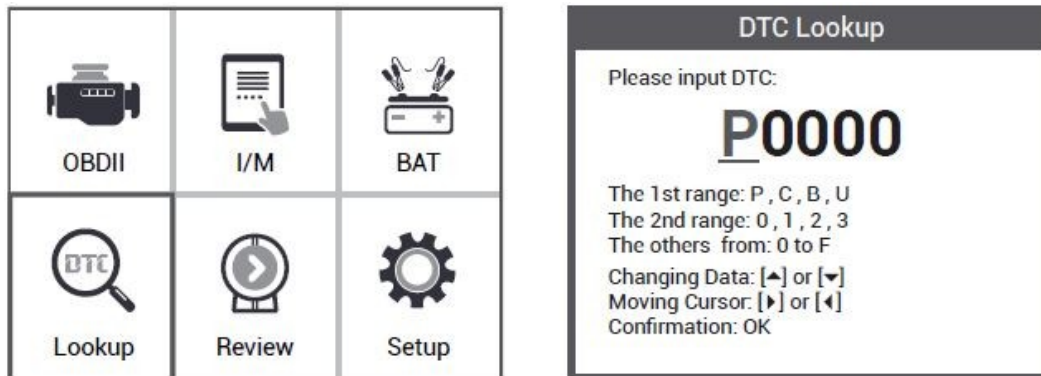 OBDII
I/M
BAT
DTC
Lookup
Review
Setup
DTC Lookup
Please input DTC:
P0000
The 1st range: P , C , B , U
The 2nd range: 0 , 1 , 2 , 3
The others from: 0 to F
Changing Data: [▲] or [▼]
Moving Cursor: [▶] or [◀]
Confirmation: OK